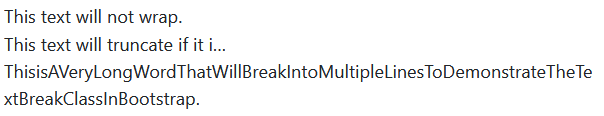 This text will not wrap.
This text will truncate if it i...
ThisisAVeryLongWordThatWillBreakIntoMultipleLinesToDemonstrateTheTe
xtBreakClassInBootstrap.